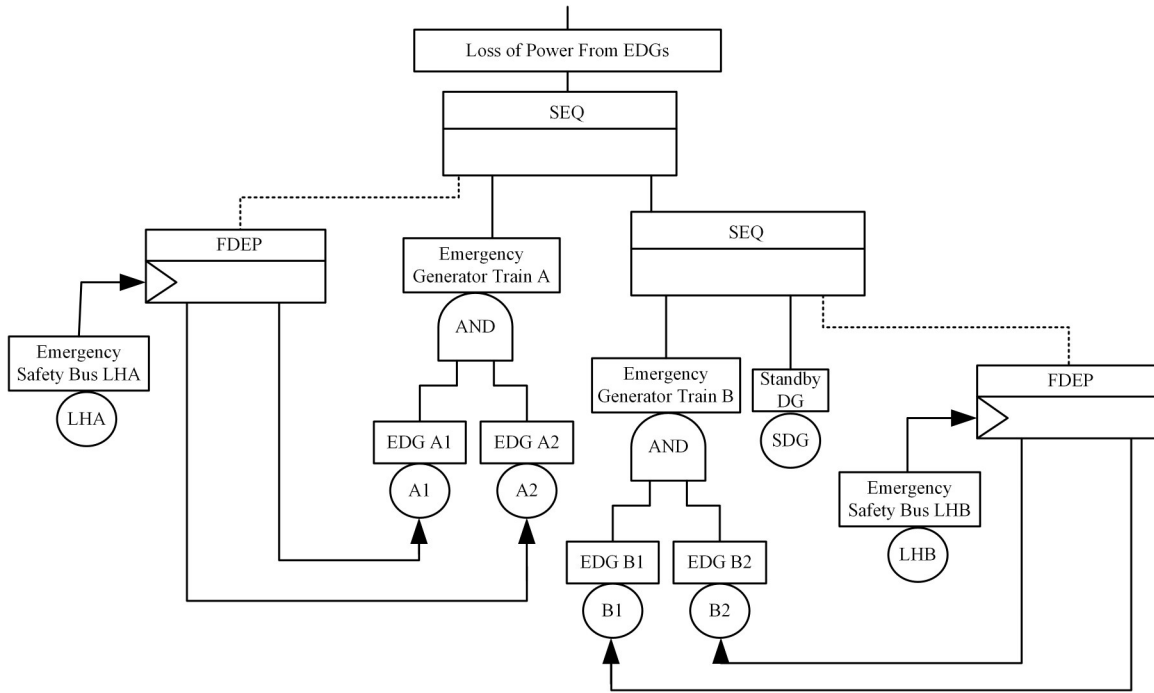 Loss of Power From EDGs
SEQ
FDEP
Emergency
Generator Train A
SEQ
AND
Emergency
Safety Bus LHA
LHA
Emergency
Generator Train B
Standby
DG
FDEP
EDG A1
EDG A2
AND
SDG
A1
A2
Emergency
Safety Bus LHB
EDG B1
EDG B2
LHB
B1
B2